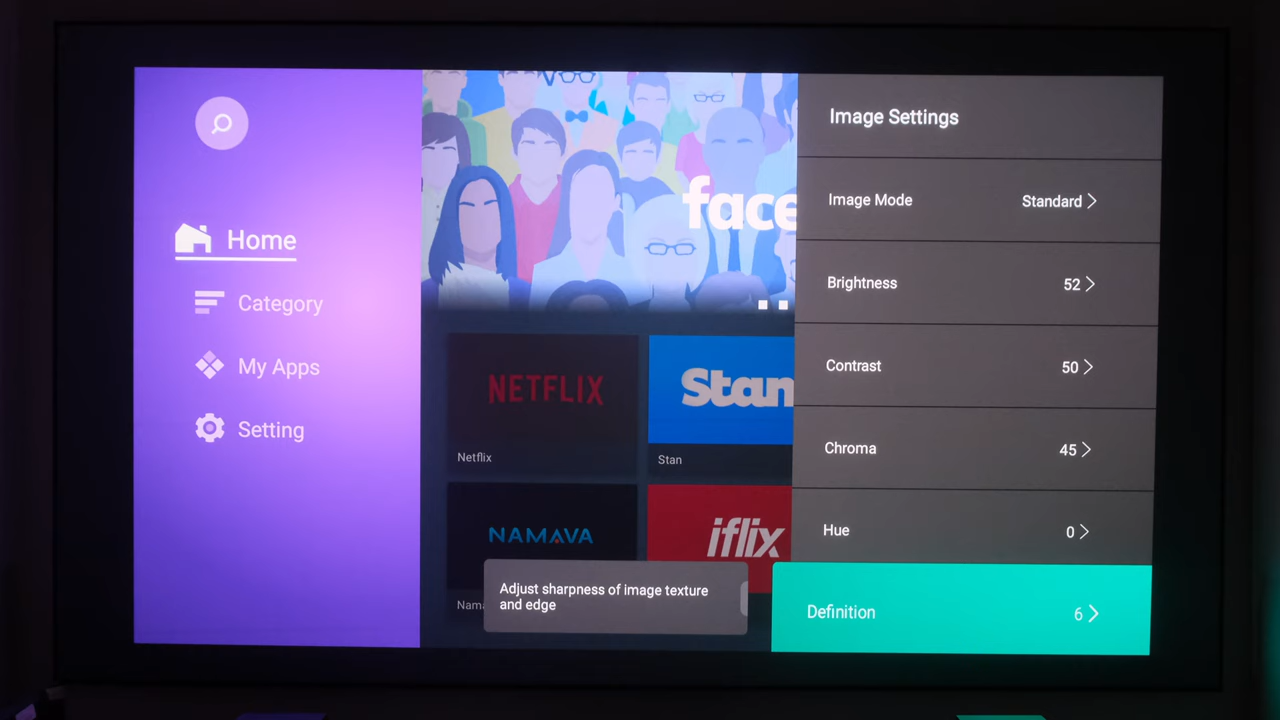 Home
Category
My Apps
Setting
face
NETFLIX
Netflix
Stan
Stan
NAMAVA
Nama
iflix
Adjust sharpness of image texture
and edge
Image Settings
Image Mode Standard
Brightness 52
Contrast 50
Chroma 45
Hue 0
Definition 6